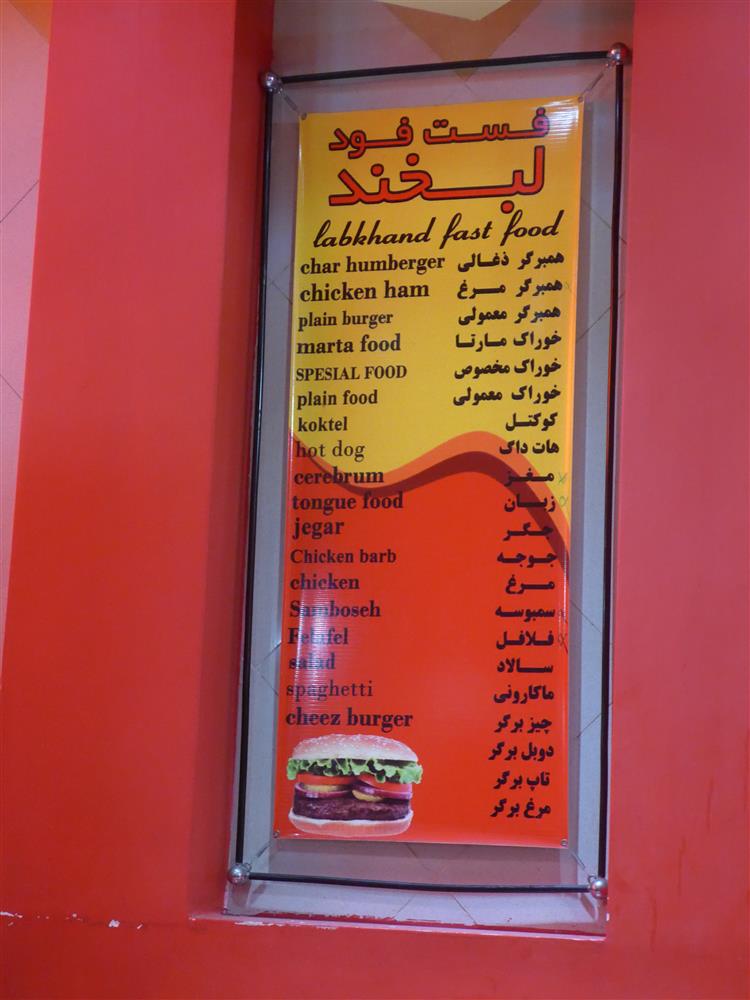 فست فود
لبخند
labkhand fast food
char humberger همبرگر ذغالی
chicken ham همبرگر مرغ
plain burger همبرگر معمولی
marta food خوراک مارتا
SPESIAL FOOD خوراک مخصوص
plain food خوراک معمولی
koktel کوکتل
hot dog هات داگ
cerebrum مغز
tongue food زبان
jegar جگر
Chicken barb جوجه
chicken مرغ
Samboseh سمبوسه
Felafel فلافل
salad سالاد
spaghetti ماکارونی
cheez burger چیز برگر
دوبل برگر
تاپ برگر
مرغ برگر